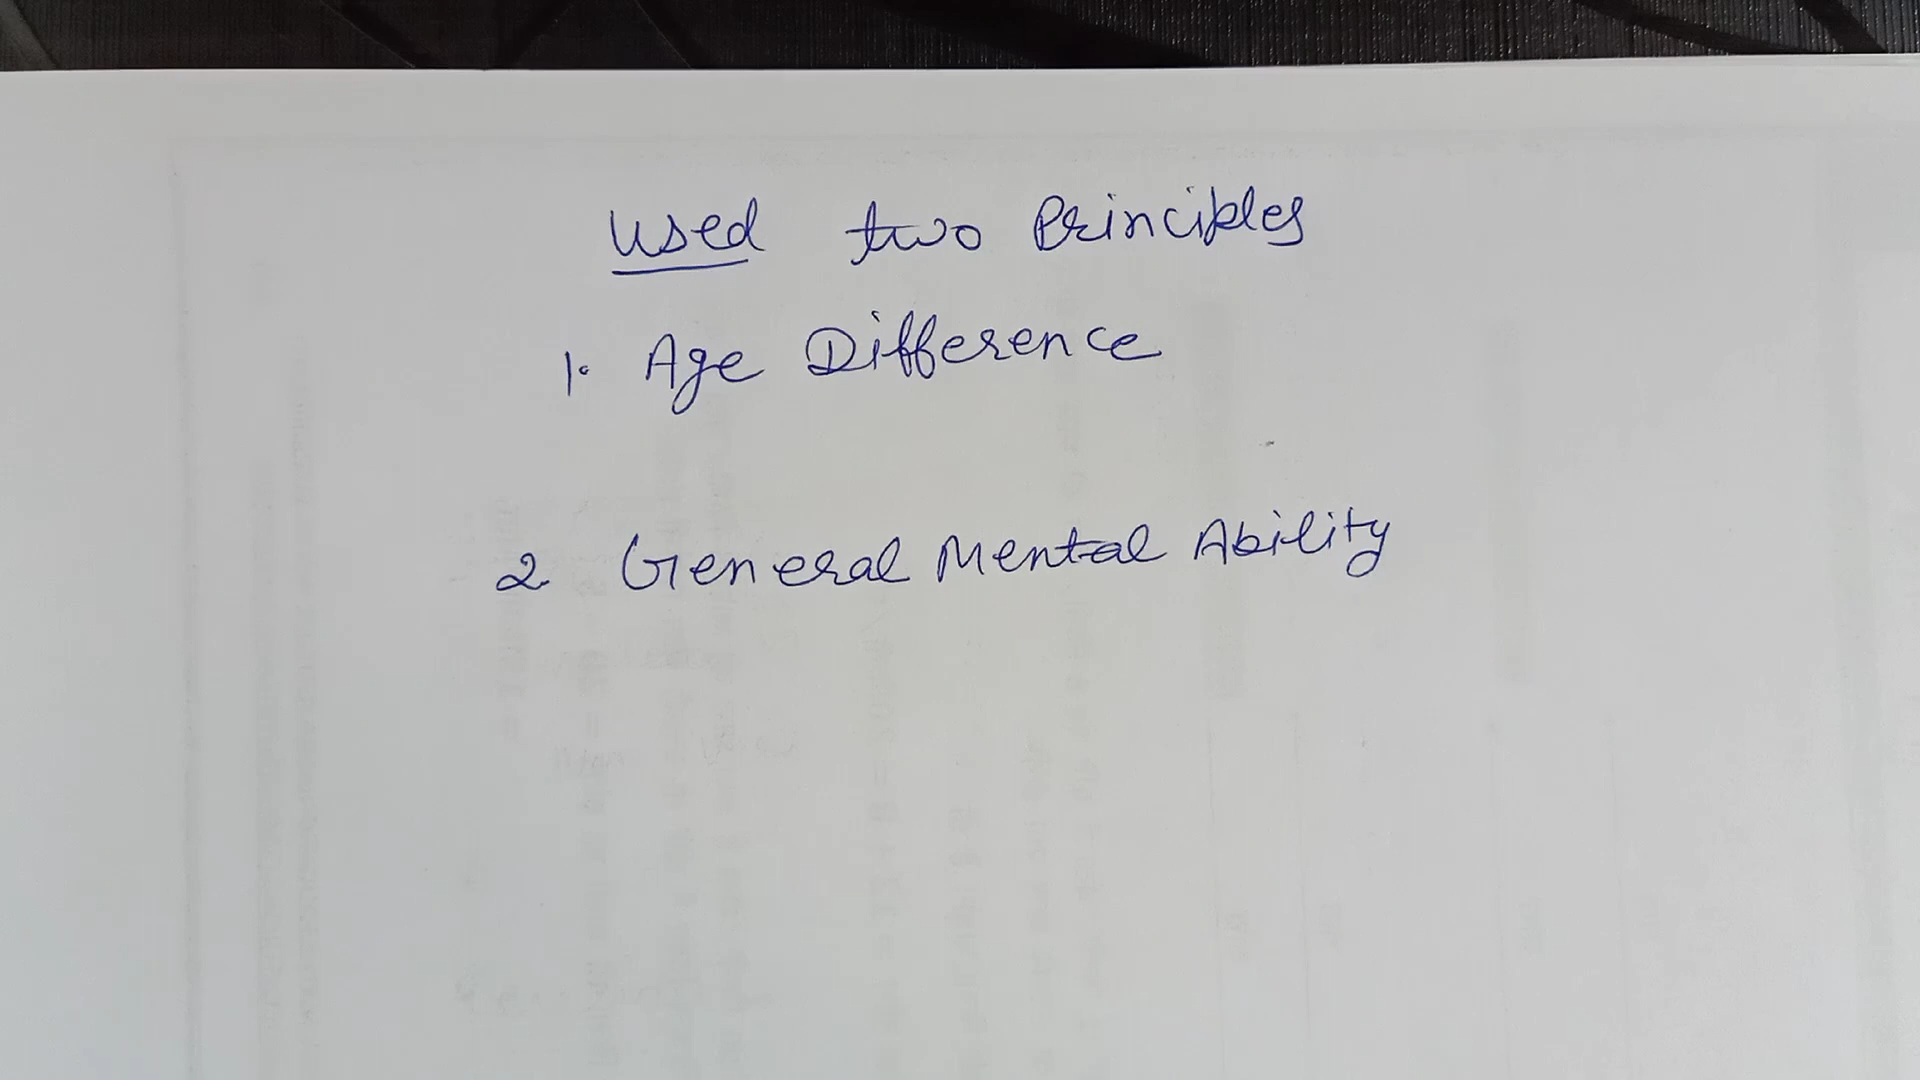 Used two Principles
1. Age Difference
2. General Mental Ability